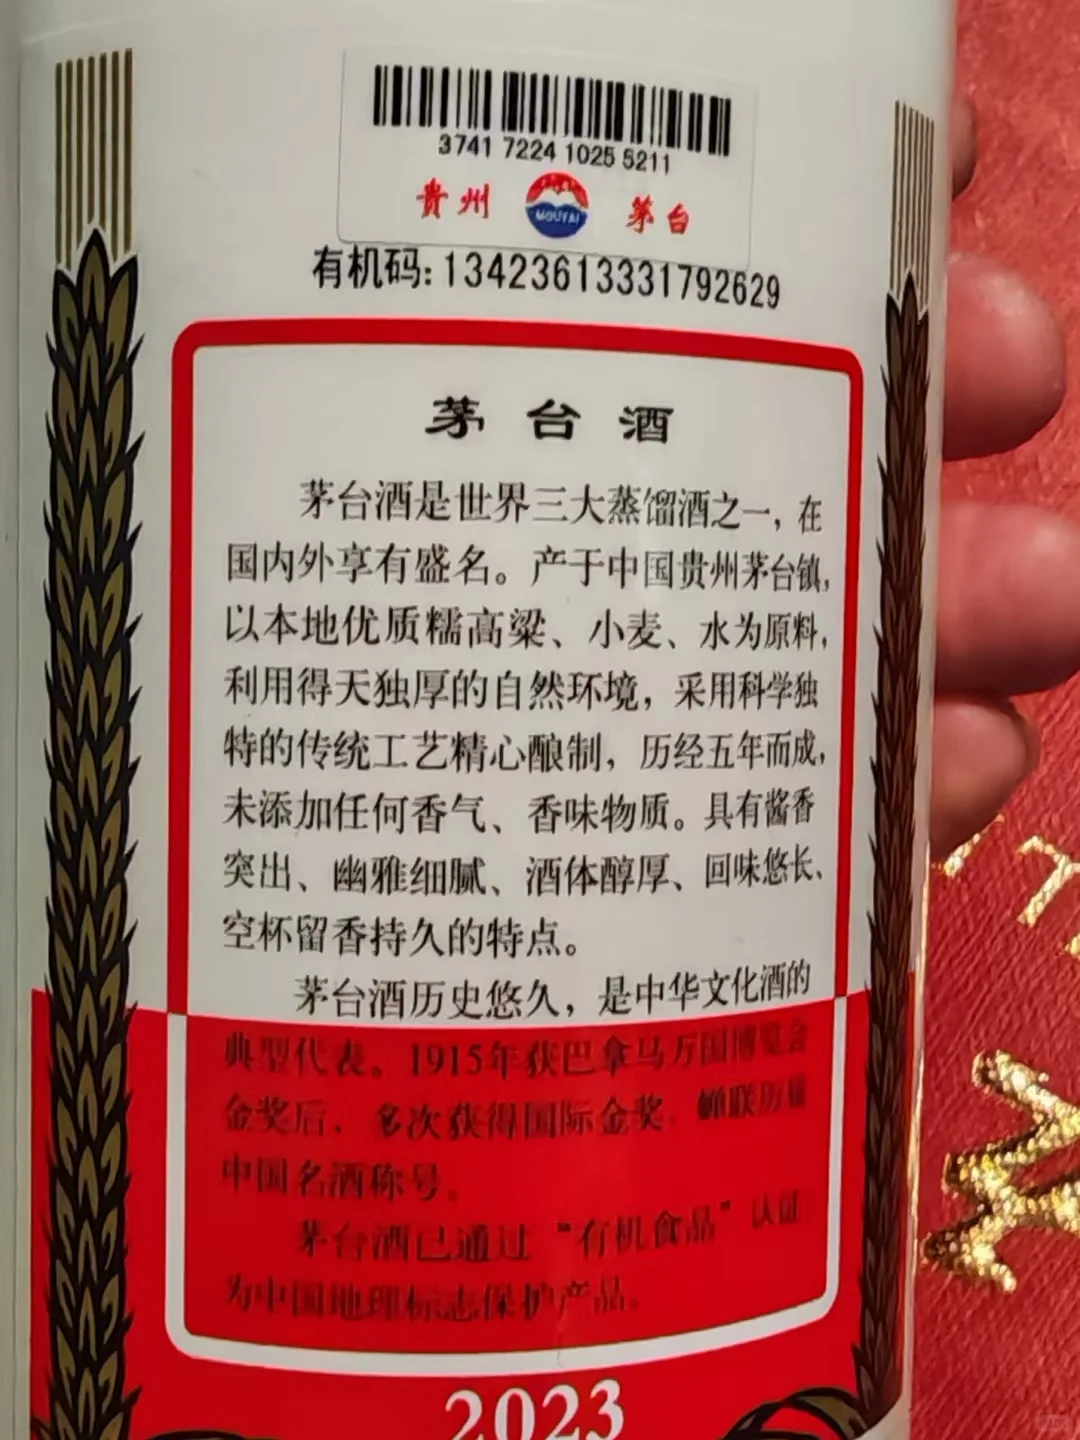 3741 7224 1025 5211
贵州 MOUTAI 茅台
有机码:13423613331792629
茅台酒
茅台酒是世界三大蒸馏酒之一,在
国内外享有盛名。产于中国贵州茅台镇,
以本地优质糯高粱、小麦、水为原料,
利用得天独厚的自然环境,采用科学独
特的传统工艺精心酿制,历经五年而成,
未添加任何香气、香味物质。具有酱香
突出、幽雅细腻、酒体醇厚、回味悠长、
空杯留香持久的特点。
茅台酒历史悠久,是中华文化酒的
典型代表。1915年获巴拿马万国博览会
金奖后,多次获得国际金奖,蝉联历届
中国名酒称号。
茅台酒已通过“有机食品”认证
为中国地理标志保护产品。
2023